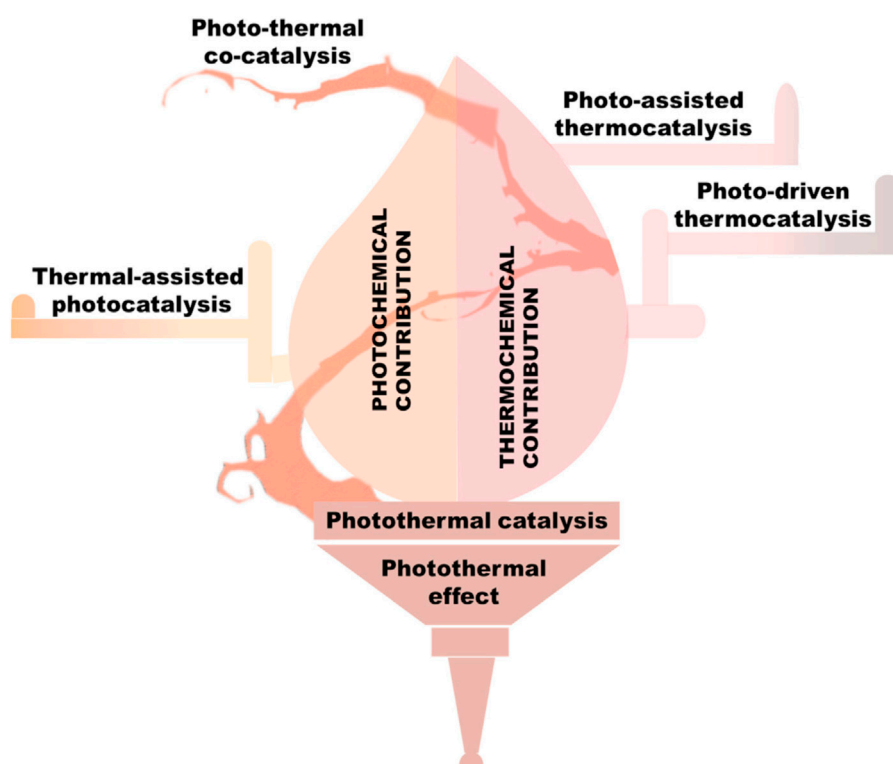 Photo-thermal
co-catalysis
Photo-assisted
thermocatalysis
Photo-driven
thermocatalysis
Thermal-assisted
photocatalysis
PHOTOCHEMICAL
CONTRIBUTION
THERMOCHEMICAL
CONTRIBUTION
Photothermal catalysis
Photothermal
effect